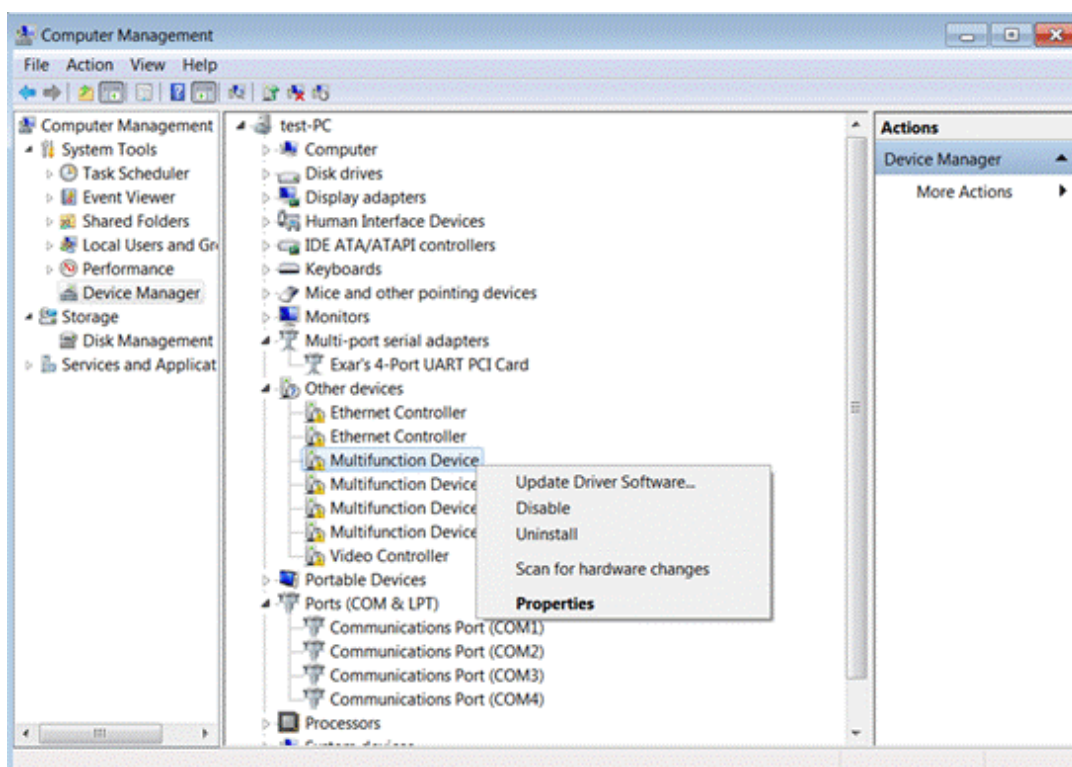 Computer Management
File Action View Help
Computer Management
System Tools
Task Scheduler
Event Viewer
Shared Folders
Local Users and Gr
Performance
Device Manager
Storage
Disk Management
Services and Applicat
test-PC
Computer
Disk drives
Display adapters
Human Interface Devices
IDE ATA/ATAPI controllers
Keyboards
Mice and other pointing devices
Monitors
Multi-port serial adapters
Exar's 4-Port UART PCI Card
Other devices
Ethernet Controller
Ethernet Controller
Multifunction Device
Multifunction Device
Multifunction Device
Multifunction Device
Video Controller
Portable Devices
Ports (COM & LPT)
Communications Port (COM1)
Communications Port (COM2)
Communications Port (COM3)
Communications Port (COM4)
Processors
System devices
Update Driver Software...
Disable
Uninstall
Scan for hardware changes
Properties
Actions
Device Manager
More Actions